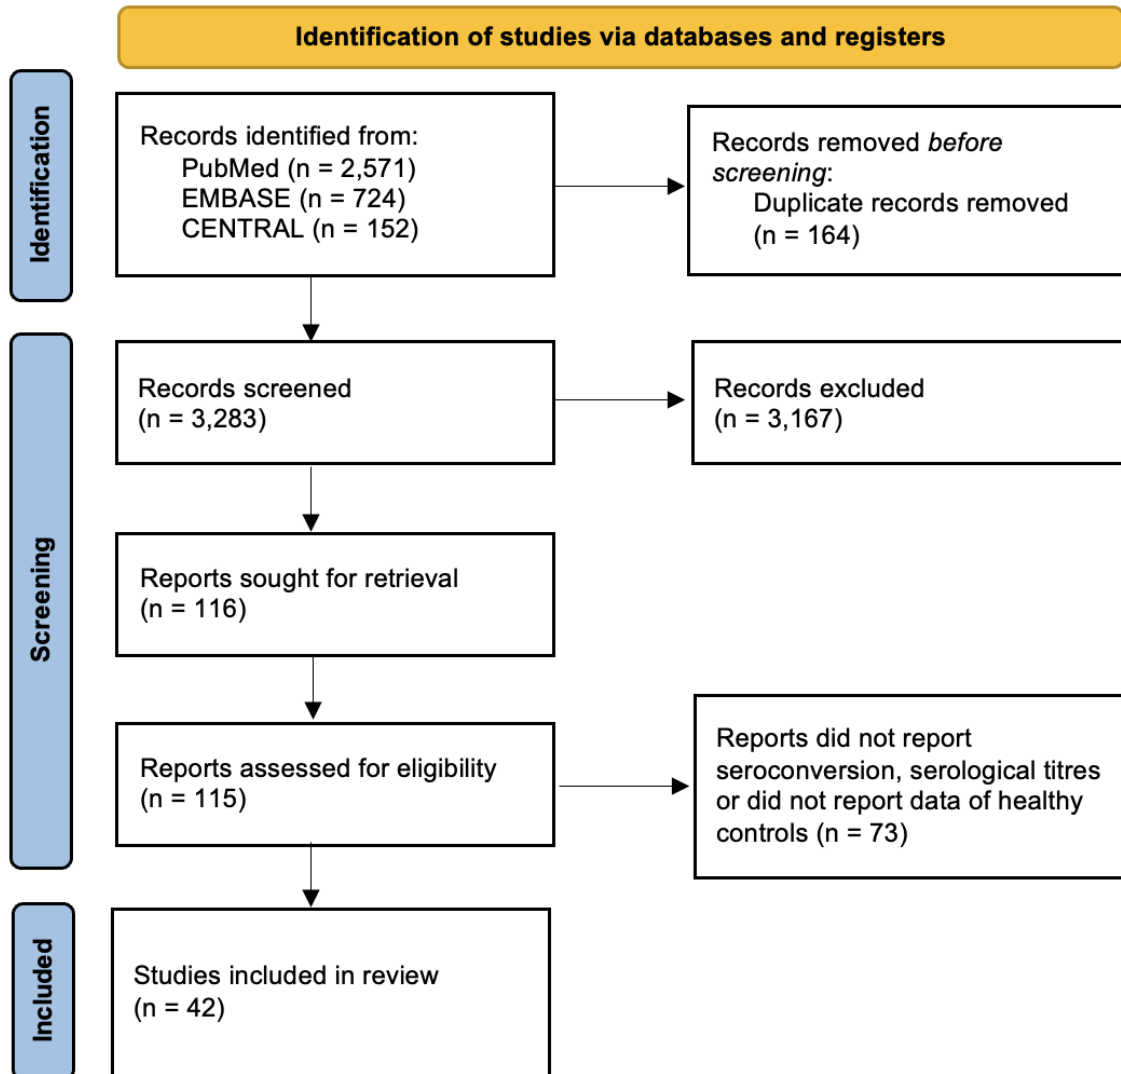 Identification of studies via databases and registers
Identification
Records identified from:
PubMed (n = 2,571)
EMBASE (n = 724)
CENTRAL (n = 152)
Records removed before
screening:
Duplicate records removed
(n = 164)
Screening
Records screened
(n = 3,283)
Records excluded
(n = 3,167)
Reports sought for retrieval
(n = 116)
Reports assessed for eligibility
(n = 115)
Reports did not report
seroconversion, serological titres
or did not report data of healthy
controls (n = 73)
Included
Studies included in review
(n = 42)